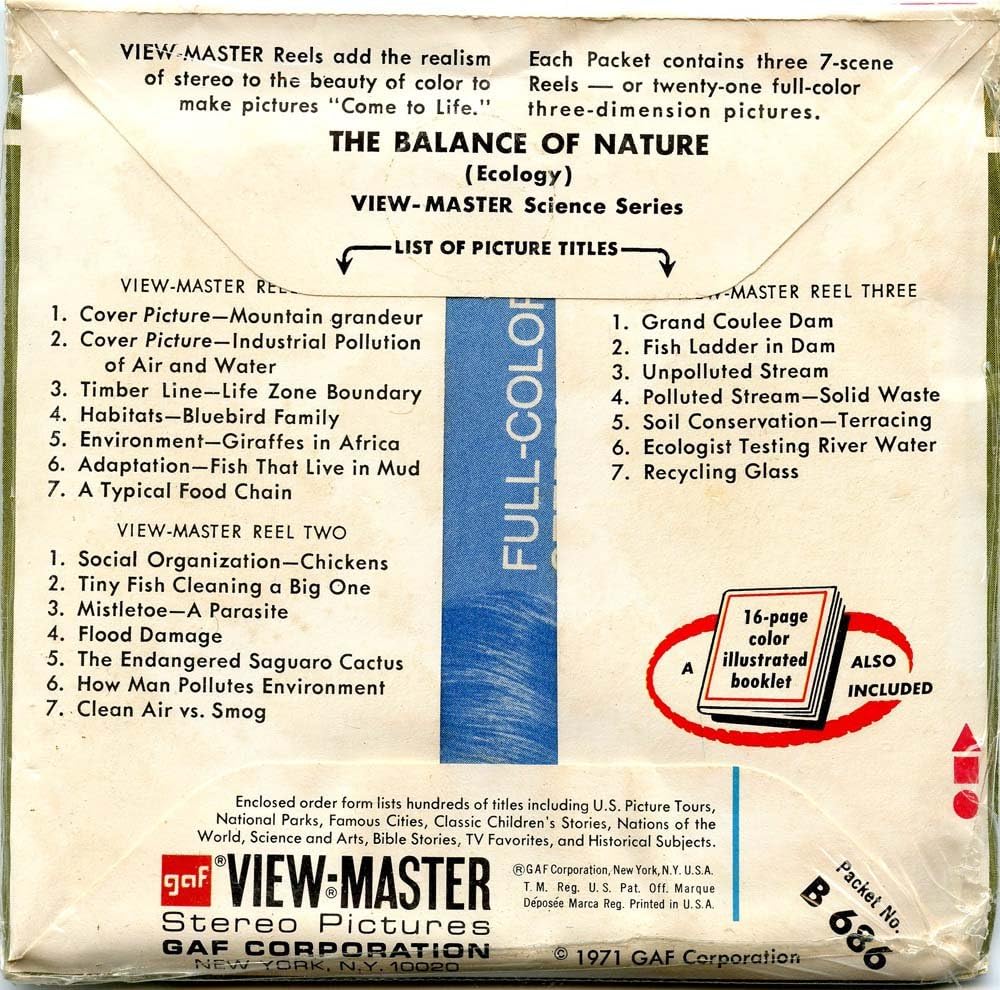 VIEW-MASTER Reels add the realism
of stereo to the beauty of color to
make pictures "Come to Life."
Each Packet contains three 7-scene
Reels — or twenty-one full-color
three-dimension pictures.
THE BALANCE OF NATURE
(Ecology)
VIEW-MASTER Science Series
LIST OF PICTURE TITLES
VIEW-MASTER
1. Cover Picture—Mountain grandeur
2. Cover Picture—Industrial Pollution
of Air and Water
3. Timber Line—Life Zone Boundary
4. Habitats—Bluebird Family
5. Environment—Giraffes in Africa
6. Adaptation—Fish That Live in Mud
7. A Typical Food Chain
VIEW-MASTER REEL TWO
1. Social Organization—Chickens
2. Tiny Fish Cleaning a Big One
3. Mistletoe—A Parasite
4. Flood Damage
5. The Endangered Saguaro Cactus
6. How Man Pollutes Environment
7. Clean Air vs. Smog
FULL-COLOR
-MASTER REEL THREE
1. Grand Coulee Dam
2. Fish Ladder in Dam
3. Unpolluted Stream
4. Polluted Stream—Solid Waste
5. Soil Conservation—Terracing
6. Ecologist Testing River Water
7. Recycling Glass
A
16-page
color
illustrated
booklet
ALSO
INCLUDED
Enclosed order form lists hundreds of titles including U.S. Picture Tours,
National Parks, Famous Cities, Classic Children's Stories, Nations of the
World, Science and Arts, Bible Stories, TV Favorites, and Historical Subjects.
gaf ® VIEW-MASTER ®
Stereo Pictures
GAF CORPORATION
NEW YORK, N.Y. 10020
® GAF Corporation, New York, N.Y. U.S.A.
T. M. Reg. U. S. Pat. Off. Marque
Déposée Marca Reg. Printed in U. S. A.
© 1971 GAF Corporation
Packet No.
B 686